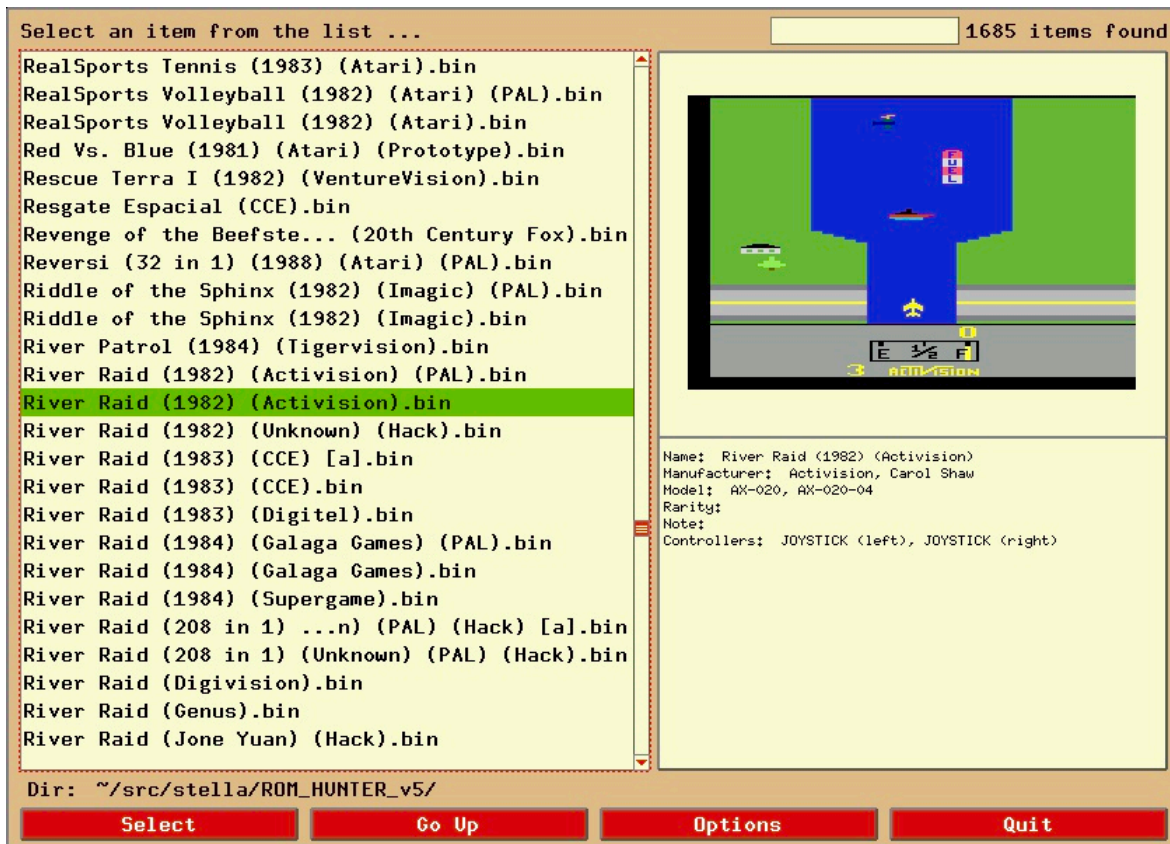 Select an item from the list ...
1685 items found
RealSports Tennis (1983) (Atari).bin
RealSports Volleyball (1982) (Atari) (PAL).bin
RealSports Volleyball (1982) (Atari).bin
Red Vs. Blue (1981) (Atari) (Prototype).bin
Rescue Terra I (1982) (VentureVision).bin
Resgate Espacial (CCE).bin
Revenge of the Beefste... (20th Century Fox).bin
Reversi (32 in 1) (1988) (Atari) (PAL).bin
Riddle of the Sphinx (1982) (Imagic) (PAL).bin
Riddle of the Sphinx (1982) (Imagic).bin
River Patrol (1984) (Tigervision).bin
River Raid (1982) (Activision) (PAL).bin
River Raid (1982) (Activision).bin
River Raid (1982) (Unknown) (Hack).bin
River Raid (1983) (CCE) [a].bin
River Raid (1983) (CCE).bin
River Raid (1983) (Digitel).bin
River Raid (1984) (Galaga Games) (PAL).bin
River Raid (1984) (Galaga Games).bin
River Raid (1984) (Supergame).bin
River Raid (208 in 1) ...n) (PAL) (Hack) [a].bin
River Raid (208 in 1) (Unknown) (PAL) (Hack).bin
River Raid (Digivision).bin
River Raid (Genus).bin
River Raid (Jone Yuan) (Hack).bin
FUEL
0
E ½ F
3 ACTIVISION
Name: River Raid (1982) (Activision)
Manufacturer: Activision, Carol Shaw
Model: AX-020, AX-020-04
Rarity:
Note:
Controllers: JOYSTICK (left), JOYSTICK (right)
Dir: ~/src/stella/ROM_HUNTER_v5/
Select
Go Up
Options
Quit